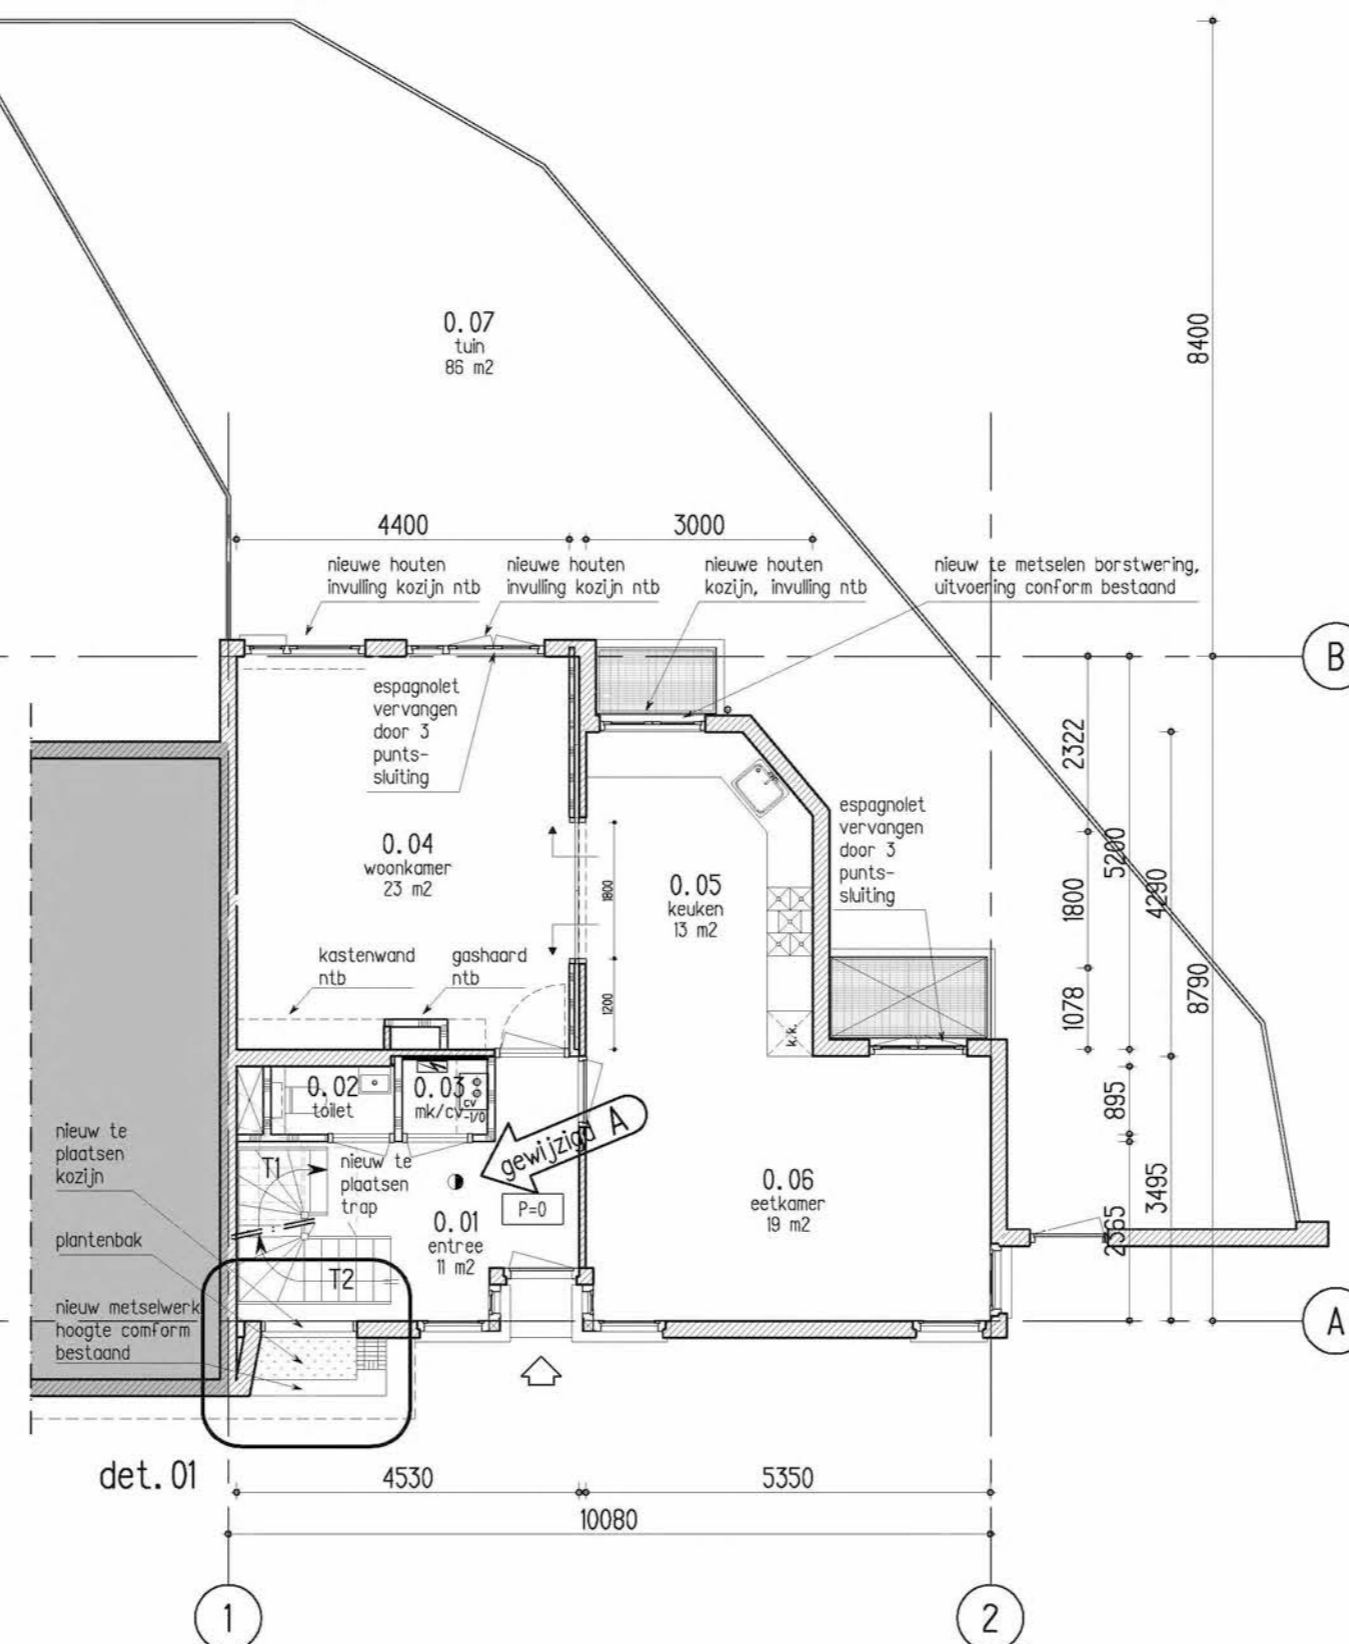 8400
0.07
tuin
86 m2
4400
3000
nieuwe houten
invulling kozijn ntb
nieuwe houten
invulling kozijn ntb
nieuwe houten
kozijn, invulling ntb
nieuw te metselen borstwering,
uitvoering conform bestaand
B
espagnolet
vervangen
door 3
punts-
sluiting
2322
5200
4290
1800
1078
8790
895
3495
2365
espagnolet
vervangen
door 3
punts-
sluiting
0.04
woonkamer
23 m2
1800
1200
0.05
keuken
13 m2
kastenwand
ntb
gashaard
ntb
k.k.
0.02
toilet
0.03
mk/cv
cv
-1/0
gewijzigd A
nieuw te
plaatsen
kozijn
T1
nieuw te
plaatsen
trap
P=0
0.06
eetkamer
19 m2
0.01
entree
11 m2
plantenbak
T2
nieuw metselwerk
hoogte comform
bestaand
A
det.01
4530
5350
10080
1
2